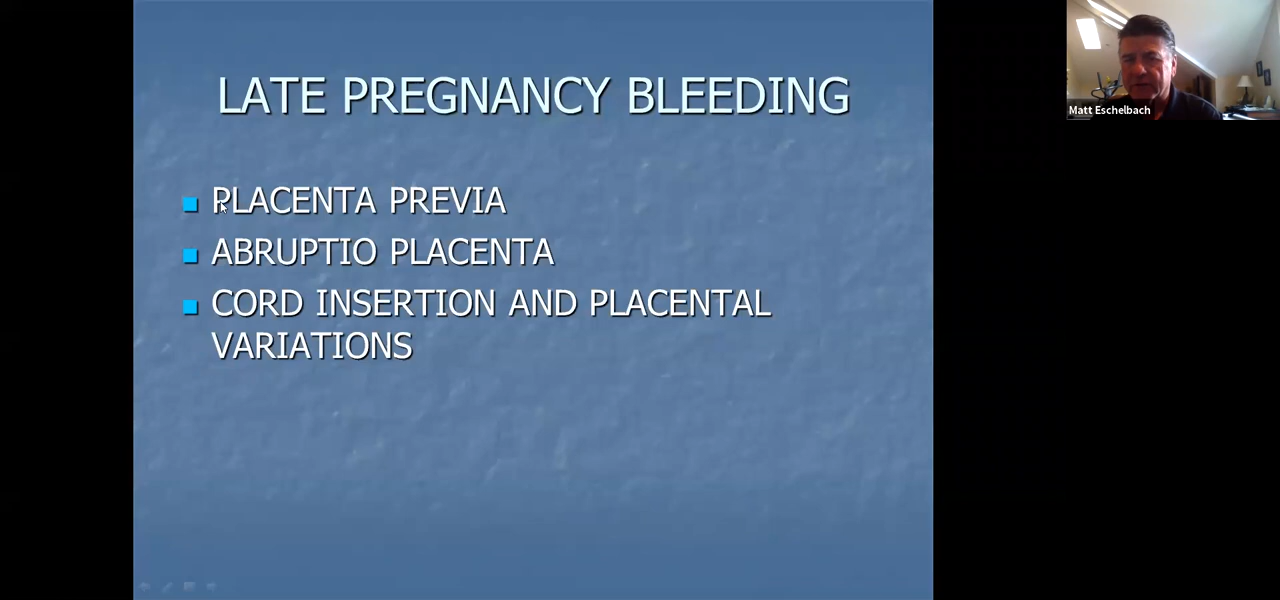 LATE PREGNANCY BLEEDING
PLACENTA PREVIA
ABRUPTIO PLACENTA
CORD INSERTION AND PLACENTAL
VARIATIONS
Matt Eschelbach